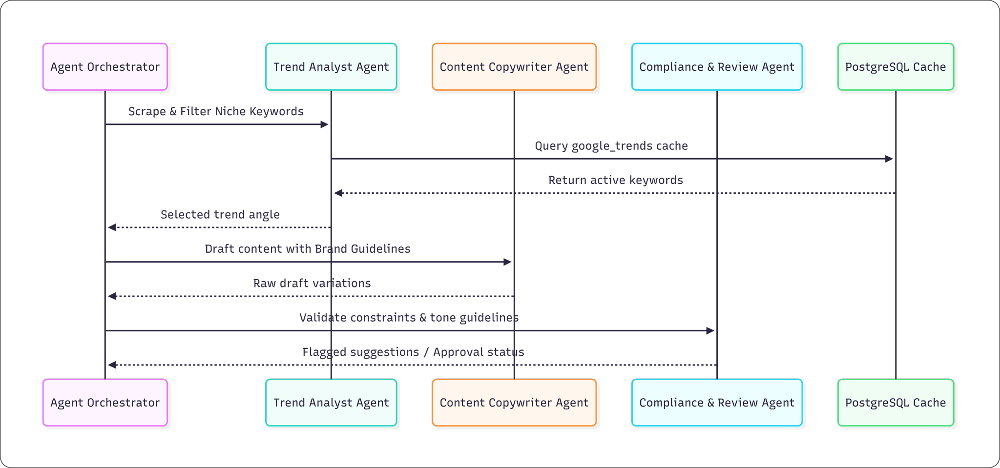 Agent Orchestrator
Trend Analyst Agent
Content Copywriter Agent
Compliance & Review Agent
PostgreSQL Cache
Scrape & Filter Niche Keywords
Query google_trends cache
Return active keywords
Selected trend angle
Draft content with Brand Guidelines
Raw draft variations
Validate constraints & tone guidelines
Flagged suggestions / Approval status
Agent Orchestrator
Trend Analyst Agent
Content Copywriter Agent
Compliance & Review Agent
PostgreSQL Cache